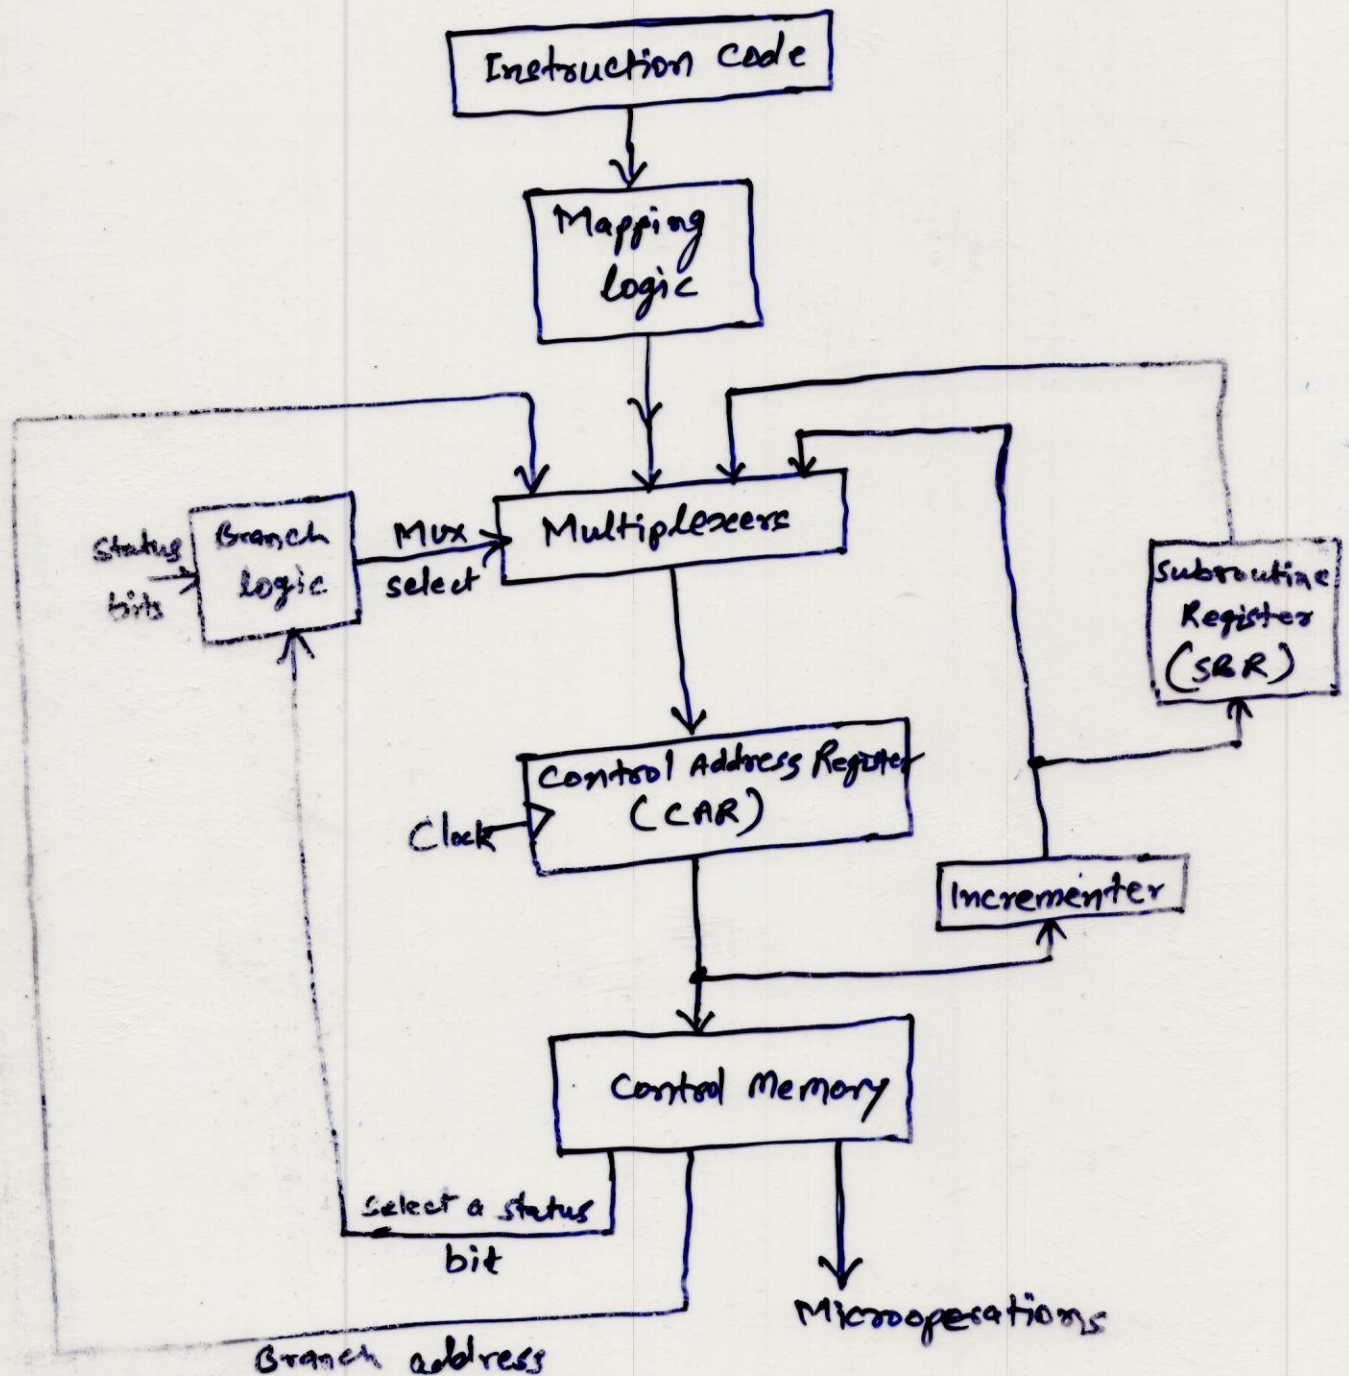 Instruction Code
Mapping
logic
Status
bits
Branch
logic
Mux
select
Multiplexers
Subroutine
Register
(SBR)
Control Address Register
(CAR)
Clock
Incrementer
Control Memory
Select a status
bit
Microoperations
Branch address